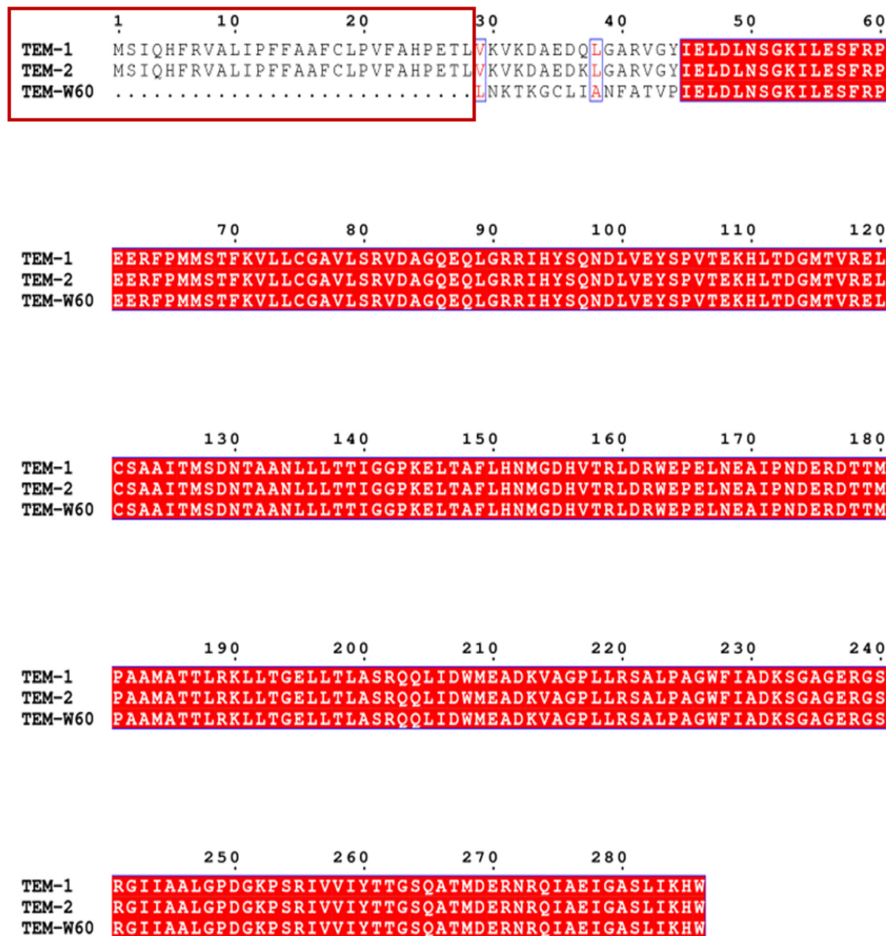 1 10 20 30 40 50 60
TEM-1 MSIQHFRVALIPFFAAFCLPVFAHPETLVKVKDAEDQLGARVGYIELDLNSGKILESFRP
TEM-2 MSIQHFRVALIPFFAAFCLPVFAHPETLVKVKDAEDKLGARVGYIELDLNSGKILESFRP
TEM-W60 ............................LNKTKGCLIANFATVPIELDLNSGKILESFRP
70 80 90 100 110 120
TEM-1 EERFPMMSTFKVLLCGAVLSRVDAGQEQLGRRIHYSQNDLVEYSPVTEKHLTDGMTVREL
TEM-2 EERFPMMSTFKVLLCGAVLSRVDAGQEQLGRRIHYSQNDLVEYSPVTEKHLTDGMTVREL
TEM-W60 EERFPMMSTFKVLLCGAVLSRVDAGQEQLGRRIHYSQNDLVEYSPVTEKHLTDGMTVREL
130 140 150 160 170 180
TEM-1 CSAAITMSDNTAANLLLTTIGGPKELTAFLHNMGDHVTRLDRWEPELNEAIPNDERDTTM
TEM-2 CSAAITMSDNTAANLLLTTIGGPKELTAFLHNMGDHVTRLDRWEPELNEAIPNDERDTTM
TEM-W60 CSAAITMSDNTAANLLLTTIGGPKELTAFLHNMGDHVTRLDRWEPELNEAIPNDERDTTM
190 200 210 220 230 240
TEM-1 PAAMATTLRKLLTGELLTLASRQQLIDWMEADKVAGPLLRSALPAGWFIADKSGAGERGS
TEM-2 PAAMATTLRKLLTGELLTLASRQQLIDWMEADKVAGPLLRSALPAGWFIADKSGAGERGS
TEM-W60 PAAMATTLRKLLTGELLTLASRQQLIDWMEADKVAGPLLRSALPAGWFIADKSGAGERGS
250 260 270 280
TEM-1 RGIIAALGPDGKPSRIVVIYTTGSQATMDERNRQIAEIGASLIKHW
TEM-2 RGIIAALGPDGKPSRIVVIYTTGSQATMDERNRQIAEIGASLIKHW
TEM-W60 RGIIAALGPDGKPSRIVVIYTTGSQATMDERNRQIAEIGASLIKHW